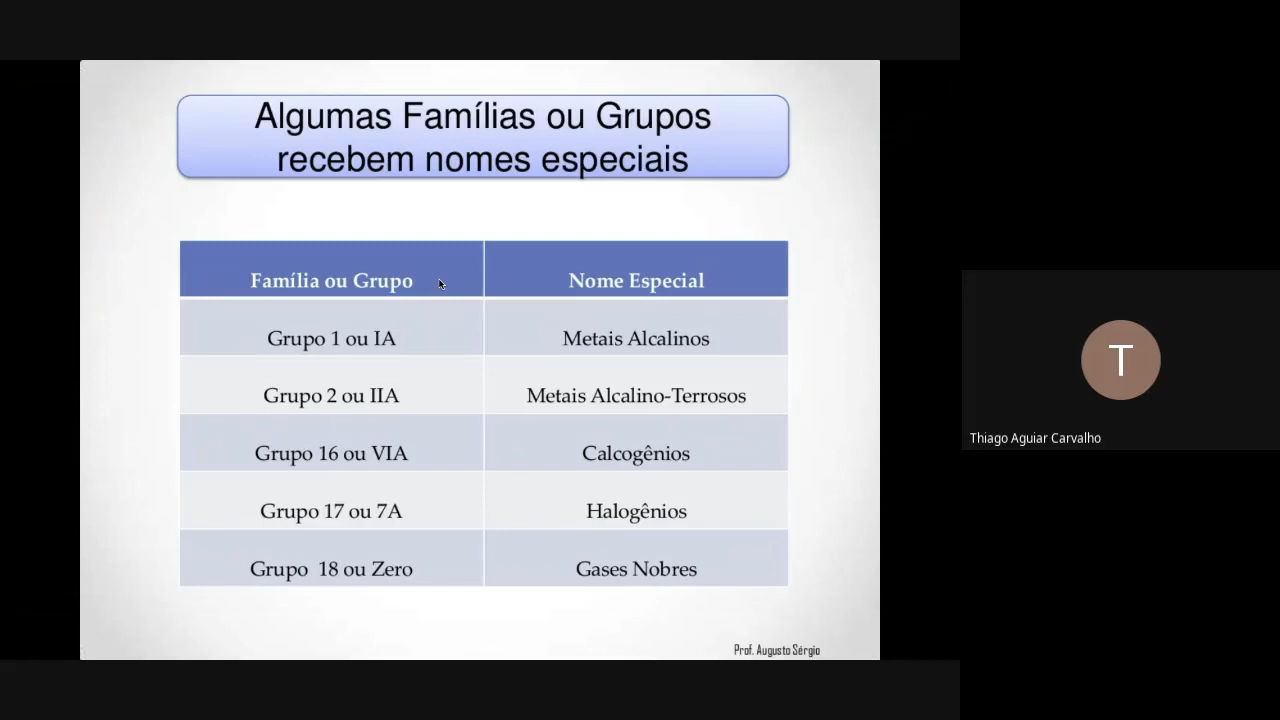 Algumas Famílias ou Grupos
recebem nomes especiais
Família ou Grupo
Nome Especial
Grupo 1 ou IA
Metais Alcalinos
Grupo 2 ou IIA
Metais Alcalino-Terrosos
Grupo 16 ou VIA
Calcogênios
Grupo 17 ou 7A
Halogênios
Grupo 18 ou Zero
Gases Nobres
Prof. Augusto Sérgio
T
Thiago Aguiar Carvalho